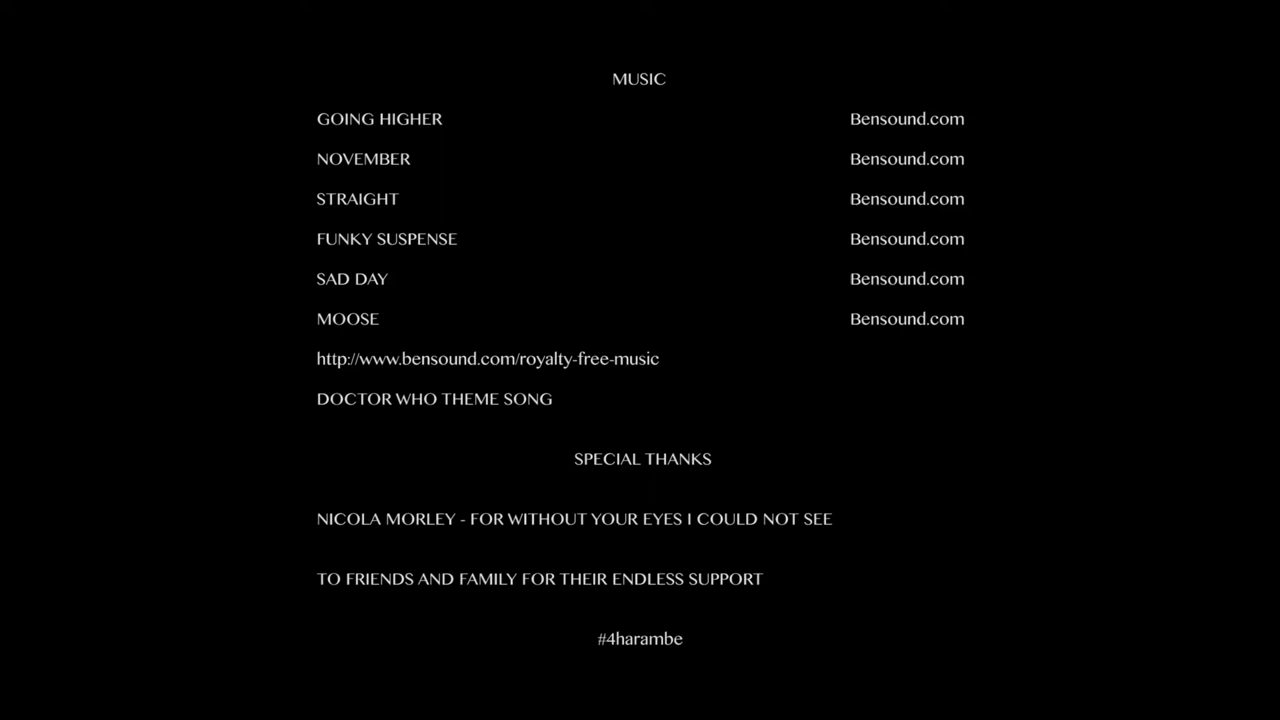 MUSIC
GOING HIGHER Bensound.com
NOVEMBER Bensound.com
STRAIGHT Bensound.com
FUNKY SUSPENSE Bensound.com
SAD DAY Bensound.com
MOOSE Bensound.com
http://www.bensound.com/royalty-free-music
DOCTOR WHO THEME SONG
SPECIAL THANKS
NICOLA MORLEY - FOR WITHOUT YOUR EYES I COULD NOT SEE
TO FRIENDS AND FAMILY FOR THEIR ENDLESS SUPPORT
#4harambe